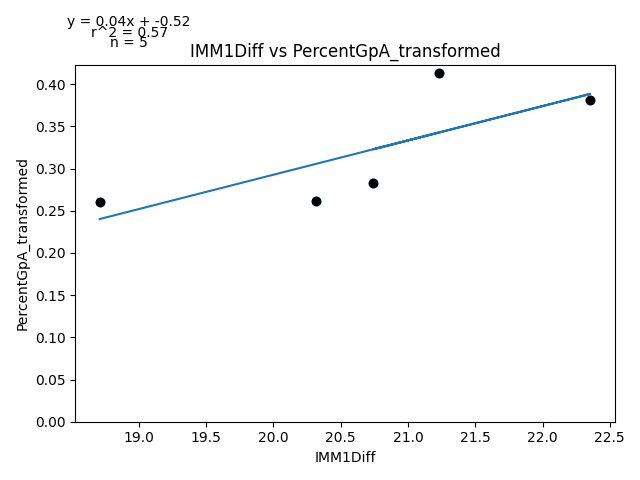 y = 0.04x + -0.52
r^2 = 0.57
n = 5
IMM1Diff vs PercentGpA_transformed
0.40
0.35
0.30
0.25
0.20
0.15
0.10
0.05
0.00
PercentGpA_transformed
19.0 19.5 20.0 20.5 21.0 21.5 22.0 22.5
IMM1Diff